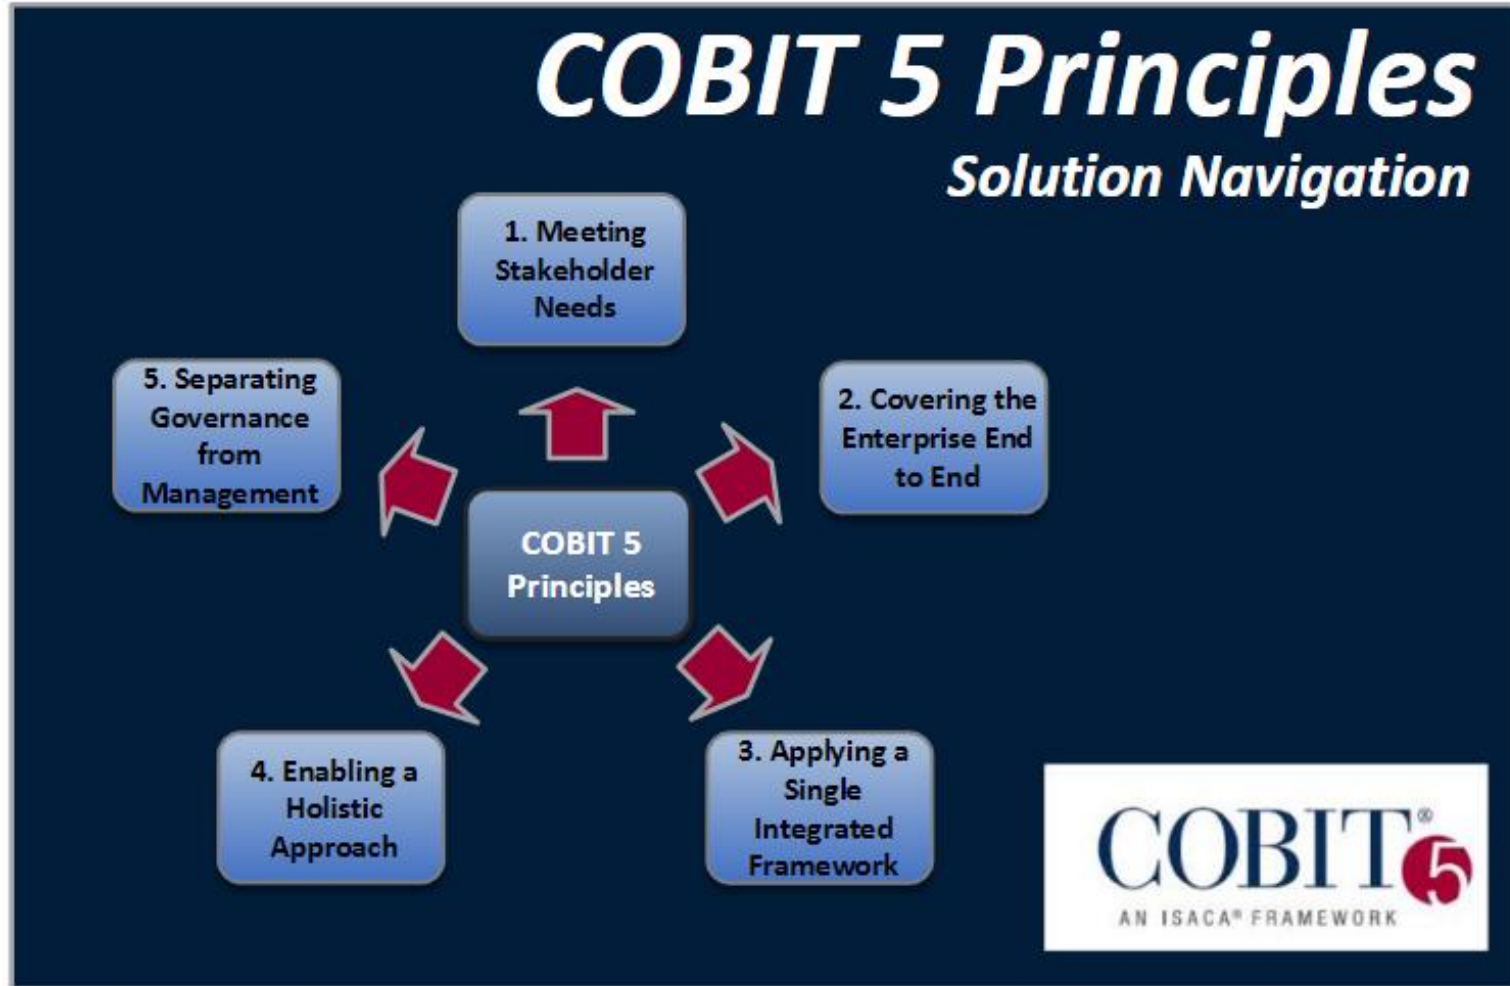 COBIT 5 Principles
Solution Navigation
1. Meeting
Stakeholder
Needs
2. Covering the
Enterprise End
to End
3. Applying a
Single
Integrated
Framework
4. Enabling a
Holistic
Approach
5. Separating
Governance
from
Management
COBIT 5
Principles
COBIT® 5
AN ISACA® FRAMEWORK